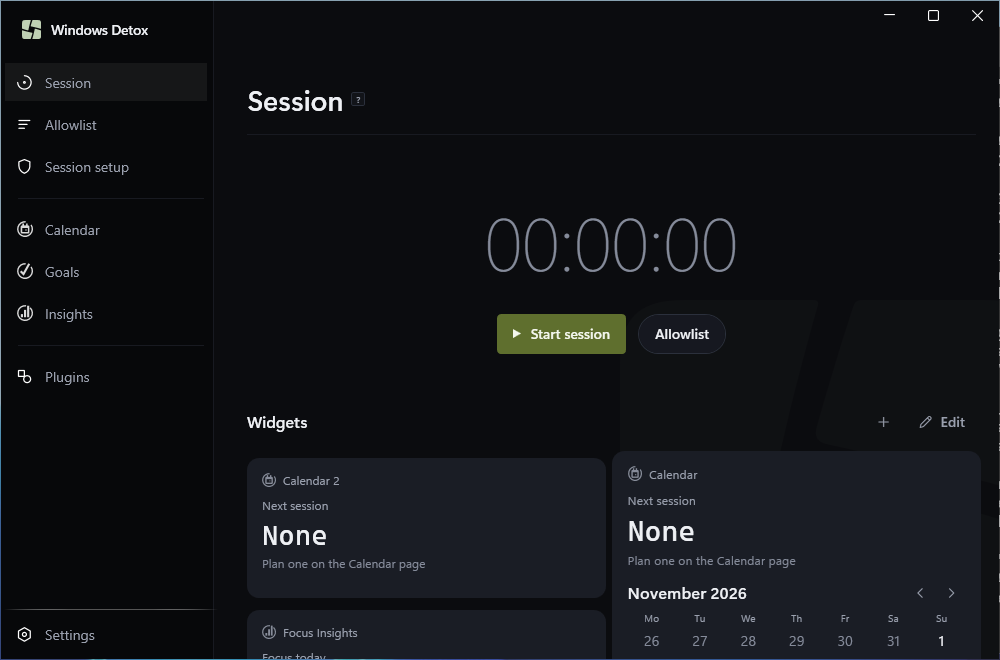 Windows Detox
Session
Allowlist
Session setup
Calendar
Goals
Insights
Plugins
Settings
Session ?
00:00:00
Start session
Allowlist
Widgets
Edit
Calendar 2
Next session
None
Plan one on the Calendar page
Focus Insights
Focus today
Calendar
Next session
None
Plan one on the Calendar page
November 2026
Mo Tu We Th Fr Sa Su
26 27 28 29 30 31 1